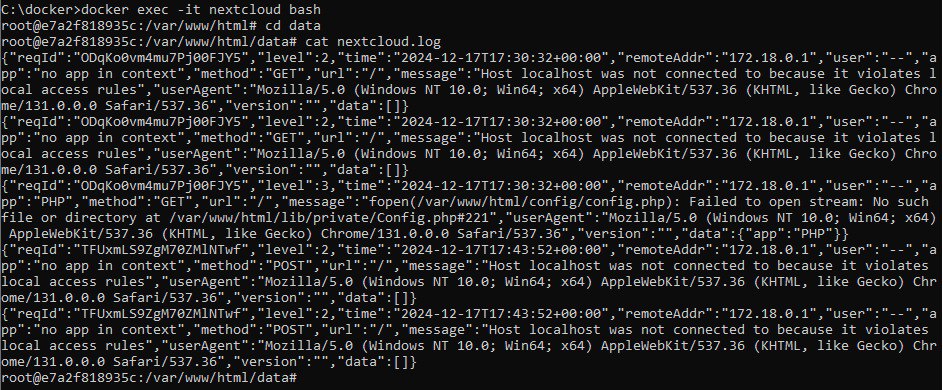 C:\docker>docker exec -it nextcloud bash
root@e7a2f818935c:/var/www/html# cd data
root@e7a2f818935c:/var/www/html/data# cat nextcloud.log
{"reqId":"ODqKo0vm4mu7Pj00FJY5","level":2,"time":"2024-12-17T17:30:32+00:00","remoteAddr":"172.18.0.1","user":"--","a
pp":"no app in context","method":"GET","url":"/","message":"Host localhost was not connected to because it violates l
ocal access rules","userAgent":"Mozilla/5.0 (Windows NT 10.0; Win64; x64) AppleWebKit/537.36 (KHTML, like Gecko) Chro
me/131.0.0.0 Safari/537.36","version":"","data":[]}
{"reqId":"ODqKo0vm4mu7Pj00FJY5","level":2,"time":"2024-12-17T17:30:32+00:00","remoteAddr":"172.18.0.1","user":"--","a
pp":"no app in context","method":"GET","url":"/","message":"Host localhost was not connected to because it violates l
ocal access rules","userAgent":"Mozilla/5.0 (Windows NT 10.0; Win64; x64) AppleWebKit/537.36 (KHTML, like Gecko) Chro
me/131.0.0.0 Safari/537.36","version":"","data":[]}
{"reqId":"ODqKo0vm4mu7Pj00FJY5","level":3,"time":"2024-12-17T17:30:32+00:00","remoteAddr":"172.18.0.1","user":"--","a
pp":"PHP","method":"GET","url":"/","message":"fopen(/var/www/html/config/config.php): Failed to open stream: No such
file or directory at /var/www/html/lib/private/Config.php#221","userAgent":"Mozilla/5.0 (Windows NT 10.0; Win64; x64)
 AppleWebKit/537.36 (KHTML, like Gecko) Chrome/131.0.0.0 Safari/537.36","version":"","data":{"app":"PHP"}}
{"reqId":"TFUxmLS9ZgM70ZMlNTwf","level":2,"time":"2024-12-17T17:43:52+00:00","remoteAddr":"172.18.0.1","user":"--","a
pp":"no app in context","method":"POST","url":"/","message":"Host localhost was not connected to because it violates
local access rules","userAgent":"Mozilla/5.0 (Windows NT 10.0; Win64; x64) AppleWebKit/537.36 (KHTML, like Gecko) Chr
ome/131.0.0.0 Safari/537.36","version":"","data":[]}
{"reqId":"TFUxmLS9ZgM70ZMlNTwf","level":2,"time":"2024-12-17T17:43:52+00:00","remoteAddr":"172.18.0.1","user":"--","a
pp":"no app in context","method":"POST","url":"/","message":"Host localhost was not connected to because it violates
local access rules","userAgent":"Mozilla/5.0 (Windows NT 10.0; Win64; x64) AppleWebKit/537.36 (KHTML, like Gecko) Chr
ome/131.0.0.0 Safari/537.36","version":"","data":[]}
root@e7a2f818935c:/var/www/html/data#